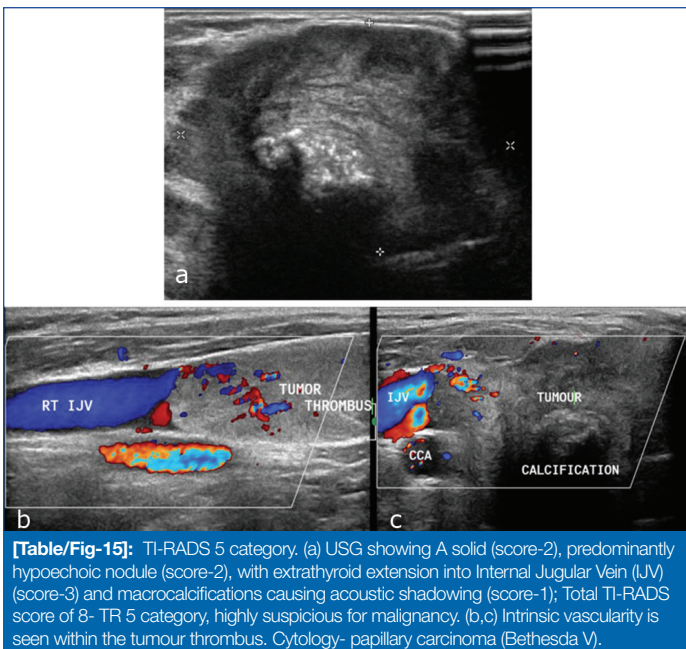 a
RT IJV
TUMOR
THROMBUS
b
IJV
TUMOUR
CCA
CALCIFICATION
c
[Table/Fig-15]: TI-RADS 5 category. (a) USG showing A solid (score-2), predominantly
hypoechoic nodule (score-2), with extrathyroid extension into Internal Jugular Vein (IJV)
(score-3) and macrocalcifications causing acoustic shadowing (score-1); Total TI-RADS
score of 8- TR 5 category, highly suspicious for malignancy. (b,c) Intrinsic vascularity is
seen within the tumour thrombus. Cytology- papillary carcinoma (Bethesda V).